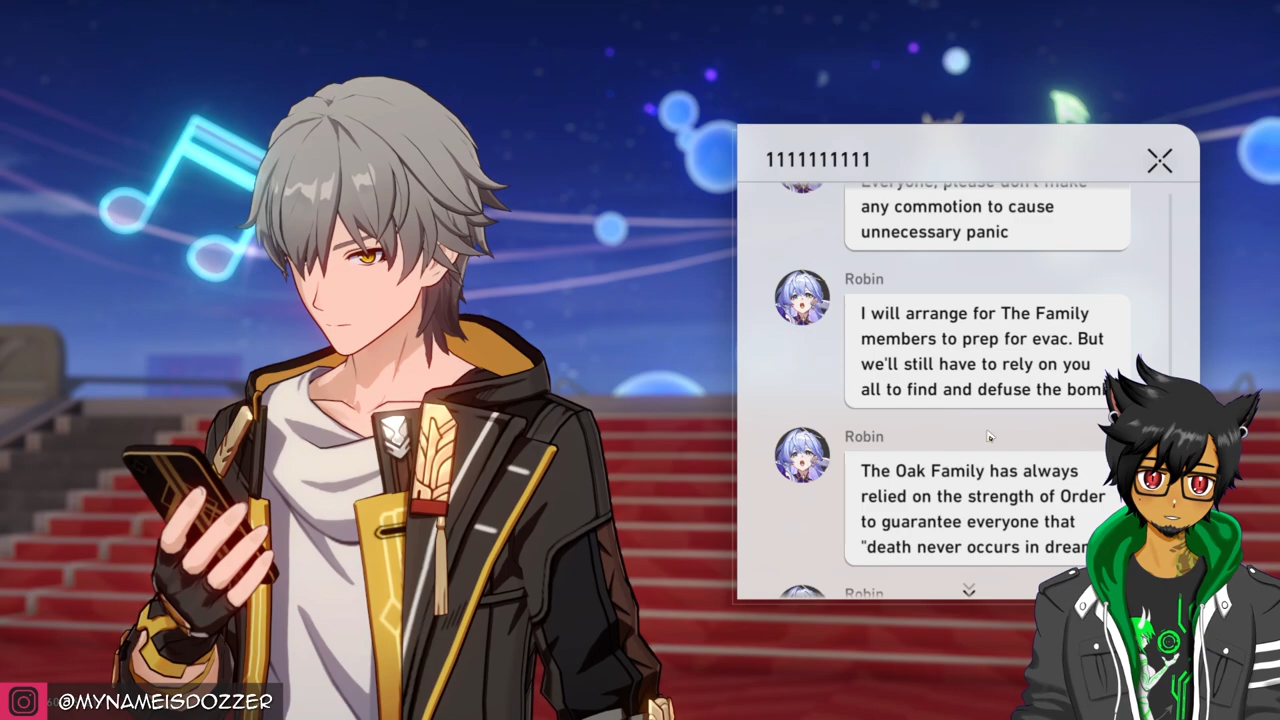 1111111111
Everyone, please don't make
any commotion to cause
unnecessary panic
Robin
I will arrange for The Family
members to prep for evac. But
we'll still have to rely on you
all to find and defuse the
Robin
The Oak Family has always
relied on the strength of Order
to guarantee everyone that
"death never occurs in
Robin
@MYNAMEISDOZZER